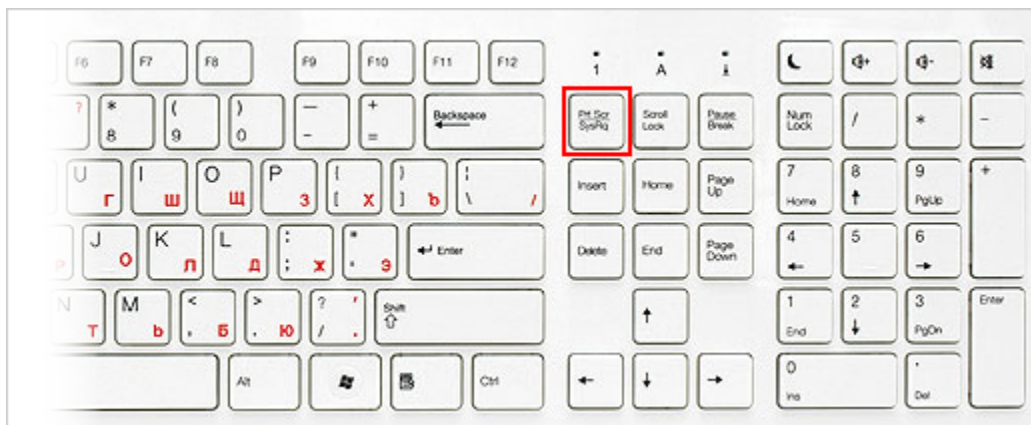 F6 F7 F8 F9 F10 F11 F12 1 A
? * 8 ( 9 ) 0 — - + = Backspace Prt Scr SysRq Scroll Lock Pause Break Num Lock / * -
U Г I Ш O Щ P З { [ Х } ] Ъ ¦ \ / Insert Home Page Up 7 Home 8 9 PgUp +
Р J О K Л L Д : ; Ж " ' Э Enter Delete End Page Down 4 5 6
N Т M Ь < , Б > . Ю ? / , . Shift 1 End 2 3 PgDn Enter
Alt Ctrl 0 Ins . Del